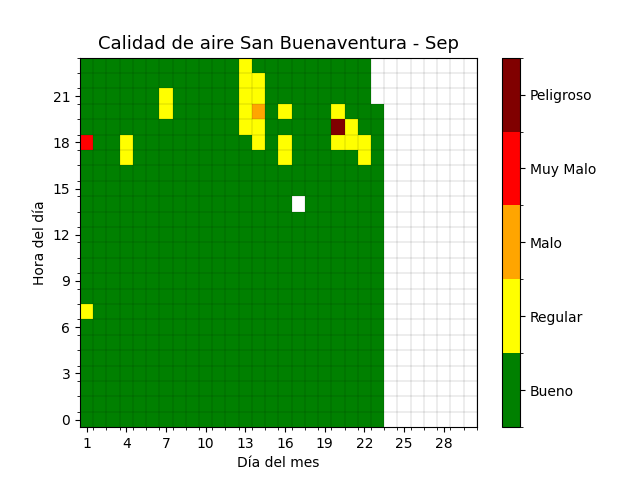 Calidad de aire San Buenaventura - Sep
Peligroso
Muy Malo
Malo
Regular
Bueno
Hora del día
21
18
15
12
9
6
3
0
1 4 7 10 13 16 19 22 25 28
Día del mes